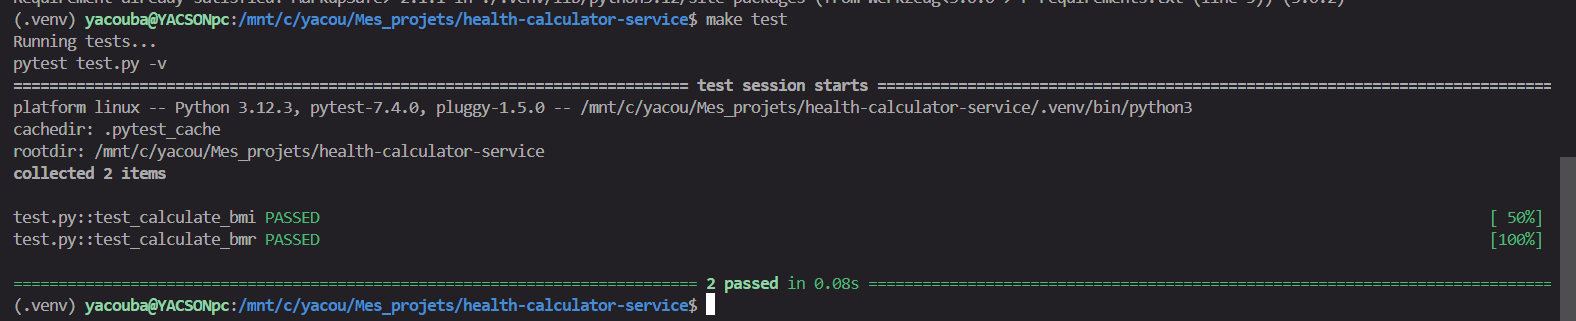 Requirement already satisfied: MarkupSafe>=2.1.1 in ./.venv/lib/python3.12/site-packages (from Werkzeug<3.0.0->-r requirements.txt (line 3)) (3.0.2)
(.venv) yacouba@YACSONpc:/mnt/c/yacou/Mes_projets/health-calculator-service$ make test
Running tests...
pytest test.py -v
============================= test session starts =============================
platform linux -- Python 3.12.3, pytest-7.4.0, pluggy-1.5.0 -- /mnt/c/yacou/Mes_projets/health-calculator-service/.venv/bin/python3
cachedir: .pytest_cache
rootdir: /mnt/c/yacou/Mes_projets/health-calculator-service
collected 2 items
test.py::test_calculate_bmi PASSED [ 50%]
test.py::test_calculate_bmr PASSED [100%]
============================= 2 passed in 0.08s =============================
(.venv) yacouba@YACSONpc:/mnt/c/yacou/Mes_projets/health-calculator-service$